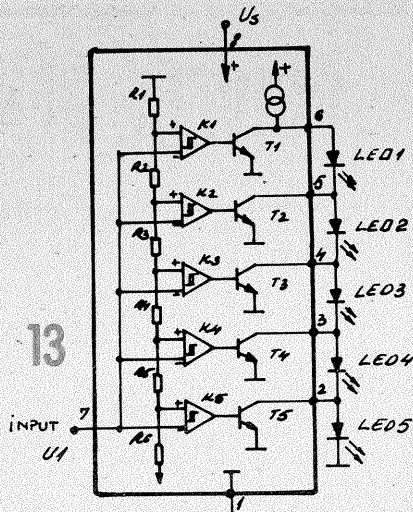 Us
8
+
+
R1
+
K1
-
T1
6
LED1
R2
5
+
K2
-
T2
LED2
R3
4
+
K3
-
T3
LED3
R4
3
+
K4
-
T4
LED4
13
R5
2
+
K5
-
T5
LED5
INPUT 7
U1
R6
1